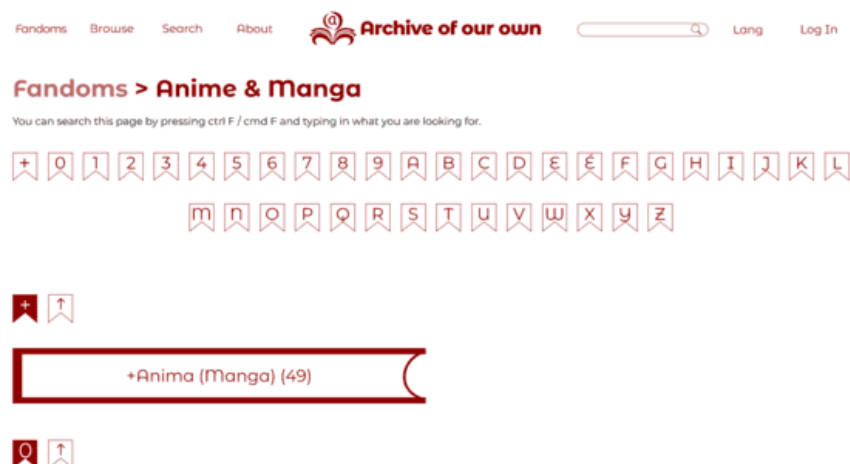 Fandoms Browse Search About Archive of our own Lang Log In
Fandoms > Anime & Manga
You can search this page by pressing ctrl F / cmd F and typing in what you are looking for.
+ 0 1 2 3 4 5 6 7 8 9 A B C D E É F G H I J K L
M N O P Q R S T U V W X Y Z
+ ↑
+Anima (Manga) (49)
0 ↑